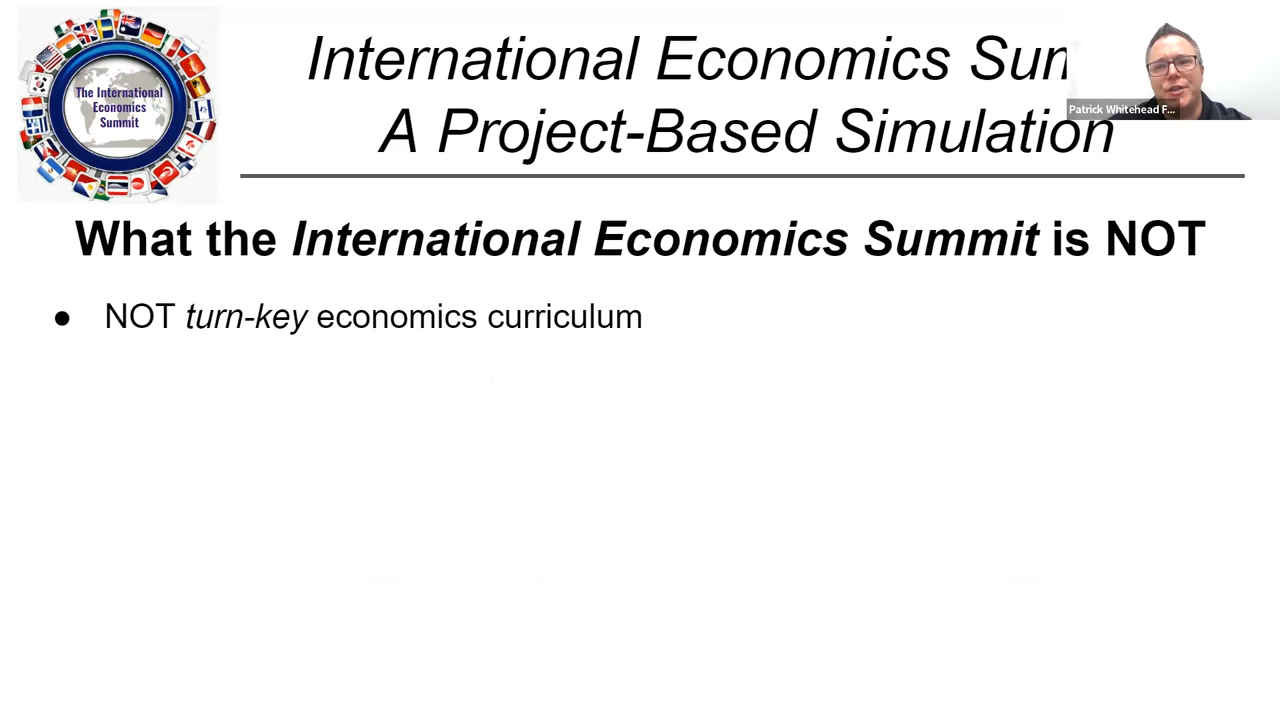 The International
Economics
Summit
International Economics Sum
A Project-Based Simulation
Patrick Whitehead F...
What the International Economics Summit is NOT
● NOT turn-key economics curriculum